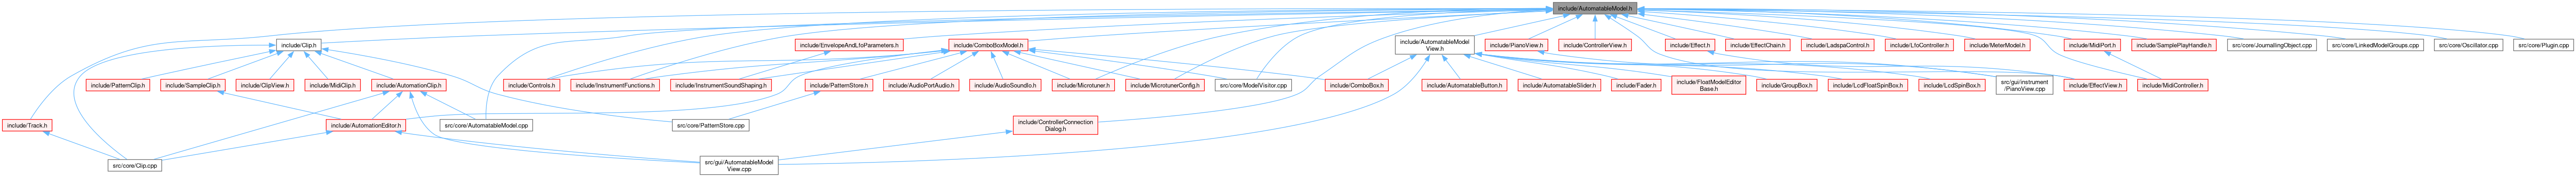 include/AutomatableModel.h
include/Clip.h
include/EnvelopeAndLfoParameters.h
include/ComboBoxModel.h
include/AutomatableModel
View.h
include/PianoView.h
include/ControllerView.h
include/Effect.h
include/EffectChain.h
include/LadspaControl.h
include/LfoController.h
include/MeterModel.h
include/MidiPort.h
include/SamplePlayHandle.h
src/core/JournallingObject.cpp
src/core/LinkedModelGroups.cpp
src/core/Oscillator.cpp
src/core/Plugin.cpp
include/PatternClip.h
include/SampleClip.h
include/ClipView.h
include/MidiClip.h
include/AutomationClip.h
include/Controls.h
include/InstrumentFunctions.h
include/InstrumentSoundShaping.h
include/PatternStore.h
include/AudioPortAudio.h
include/AudioSoundIo.h
include/Microtuner.h
include/MicrotunerConfig.h
src/core/ModelVisitor.cpp
include/ComboBox.h
include/AutomatableButton.h
include/AutomatableSlider.h
include/Fader.h
include/FloatModelEditor
Base.h
include/GroupBox.h
include/LcdFloatSpinBox.h
include/LcdSpinBox.h
src/gui/instrument
/PianoView.cpp
include/EffectView.h
include/MidiController.h
include/Track.h
include/AutomationEditor.h
src/core/AutomatableModel.cpp
src/core/PatternStore.cpp
include/ControllerConnection
Dialog.h
src/core/Clip.cpp
src/gui/AutomatableModel
View.cpp